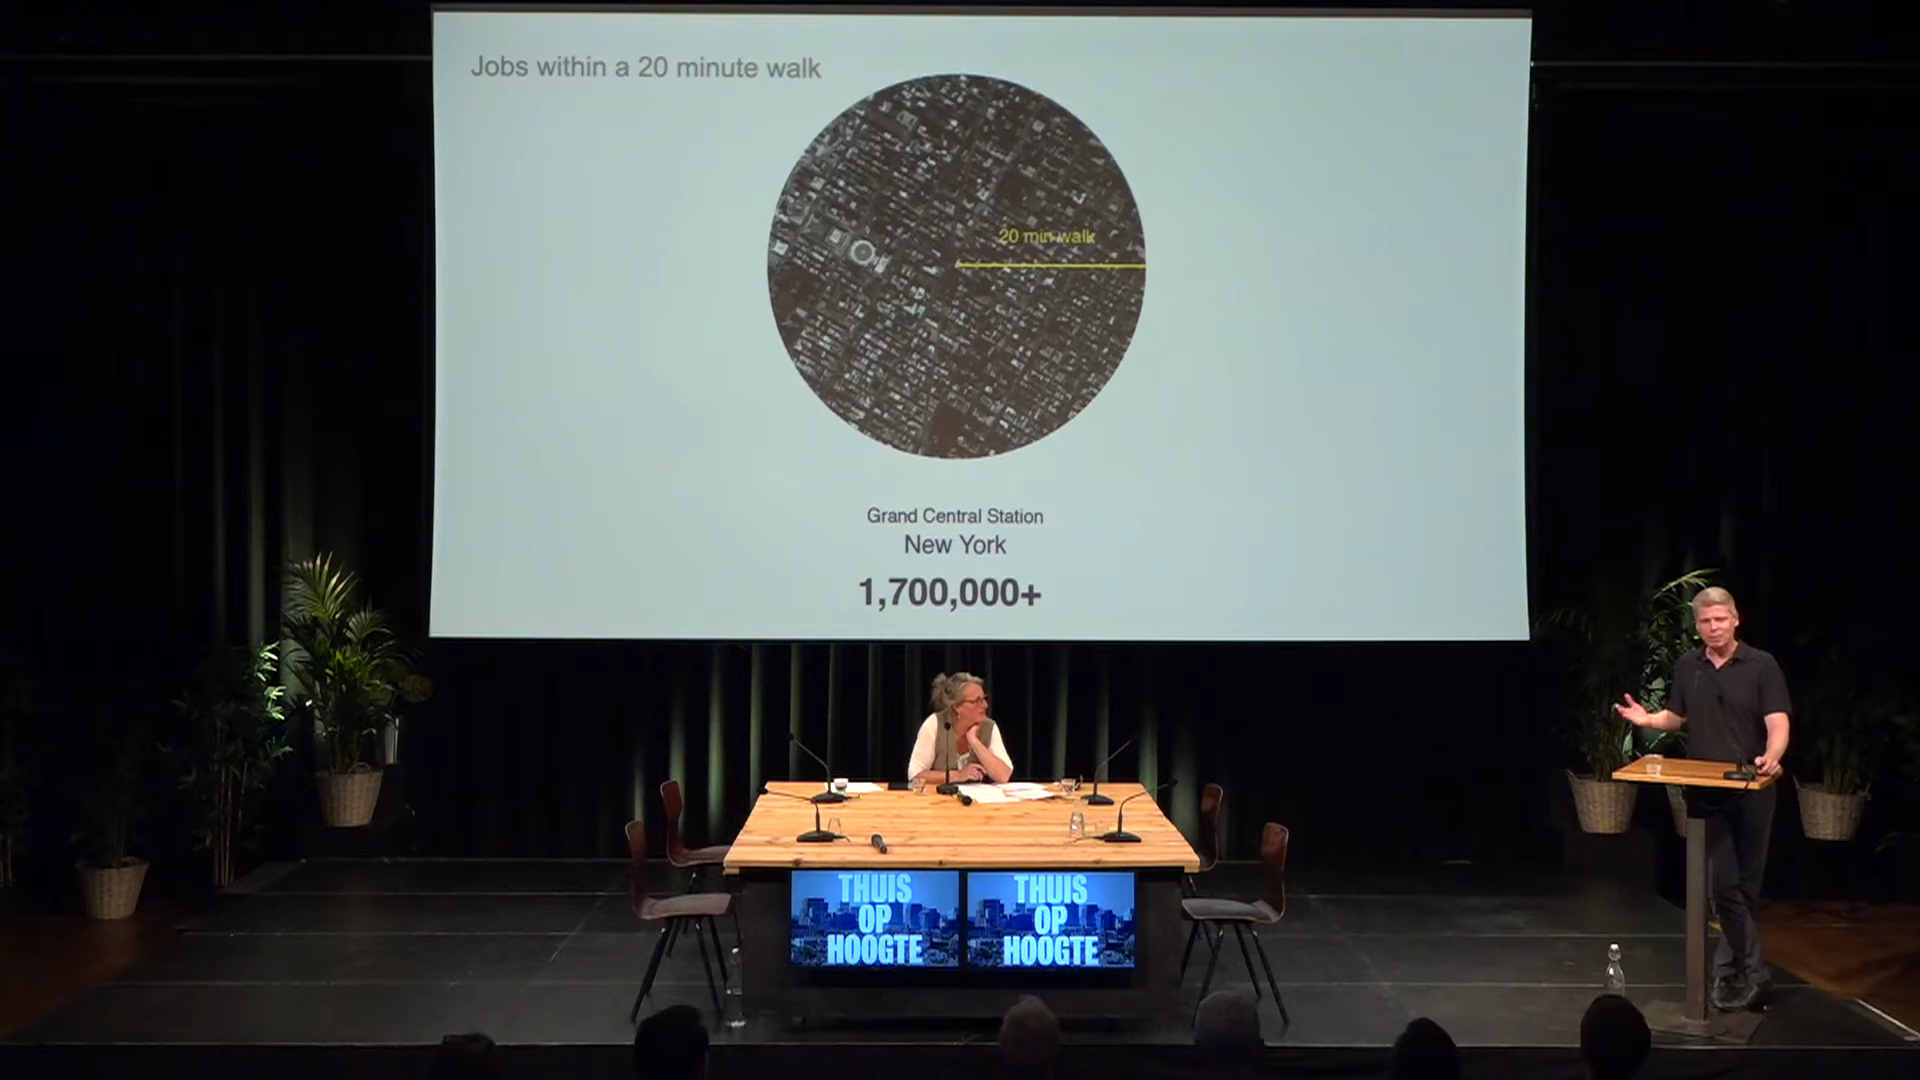 Jobs within a 20 minute walk
20 min walk
Grand Central Station
New York
1,700,000+
THUIS
OP
HOOGTE
THUIS
OP
HOOGTE